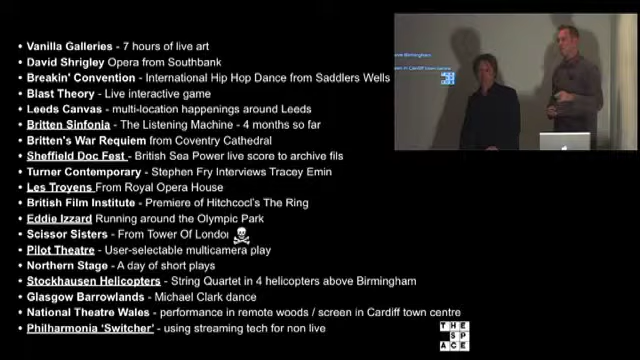 Vanilla Galleries - 7 hours of live art
David Shrigley Opera from Southbank
Breakin' Convention - International Hip Hop Dance from Saddlers Wells
Blast Theory - Live interactive game
Leeds Canvas - multi-location happenings around Leeds
Britten Sinfonia - The Listening Machine - 4 months so far
Britten's War Requiem from Coventry Cathedral
Sheffield Doc Fest - British Sea Power live score to archive fils
Turner Contemporary - Stephen Fry Interviews Tracey Emin
Les Troyens From Royal Opera House
British Film Institute - Premiere of Hitchcocl's The Ring
Eddie Izzard Running around the Olympic Park
Scissor Sisters - From Tower Of London
Pilot Theatre - User-selectable multicamera play
Northern Stage - A day of short plays
Stockhausen Helicopters - String Quartet in 4 helicopters above Birmingham
Glasgow Barrowlands - Michael Clark dance
National Theatre Wales - performance in remote woods / screen in Cardiff town centre
Philharmonia 'Switcher' - using streaming tech for non live
THE
SP
ACE
above Birmingham